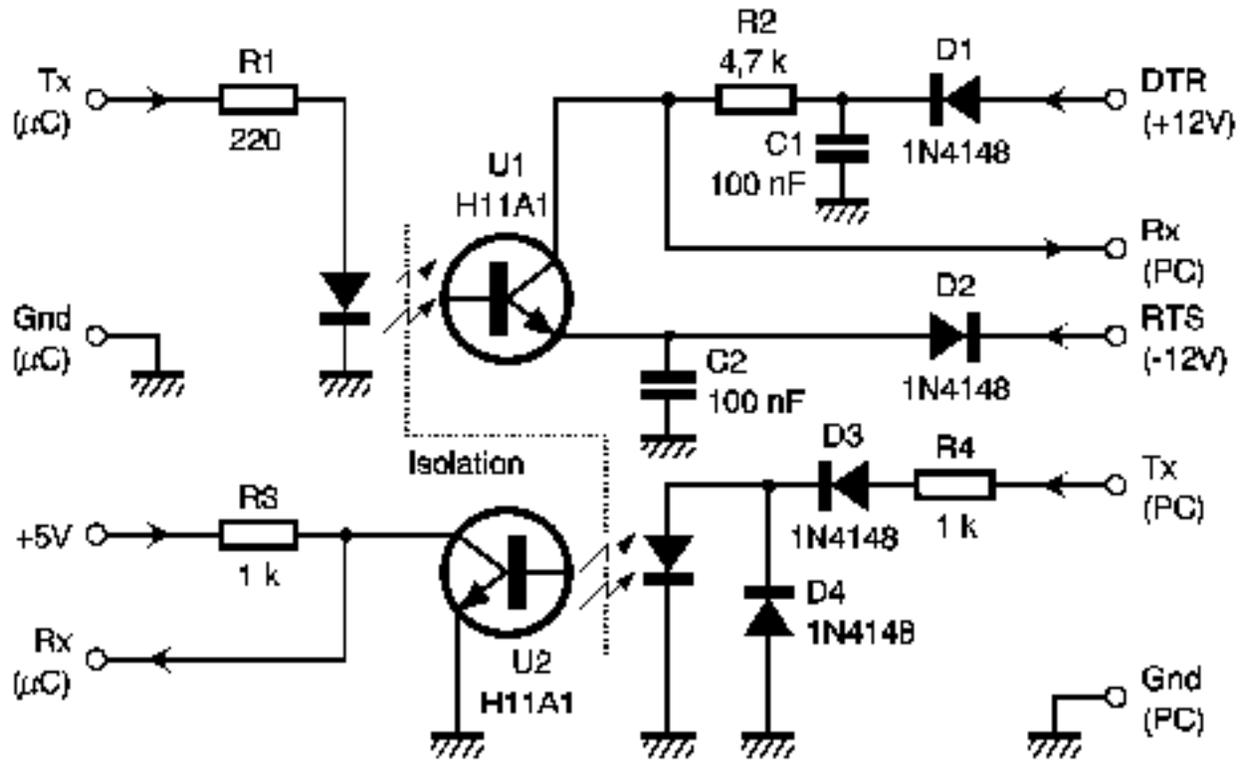 Tx
(µC)
R1
220
U1
H11A1
R2
4,7 k
C1
100 nF
D1
1N4148
DTR
(+12V)
Rx
(PC)
Gnd
(µC)
C2
100 nF
D2
1N4148
RTS
(-12V)
Isolation
+5V
R3
1 k
Rx
(µC)
U2
H11A1
D3
1N4148
R4
1 k
Tx
(PC)
D4
1N4148
Gnd
(PC)